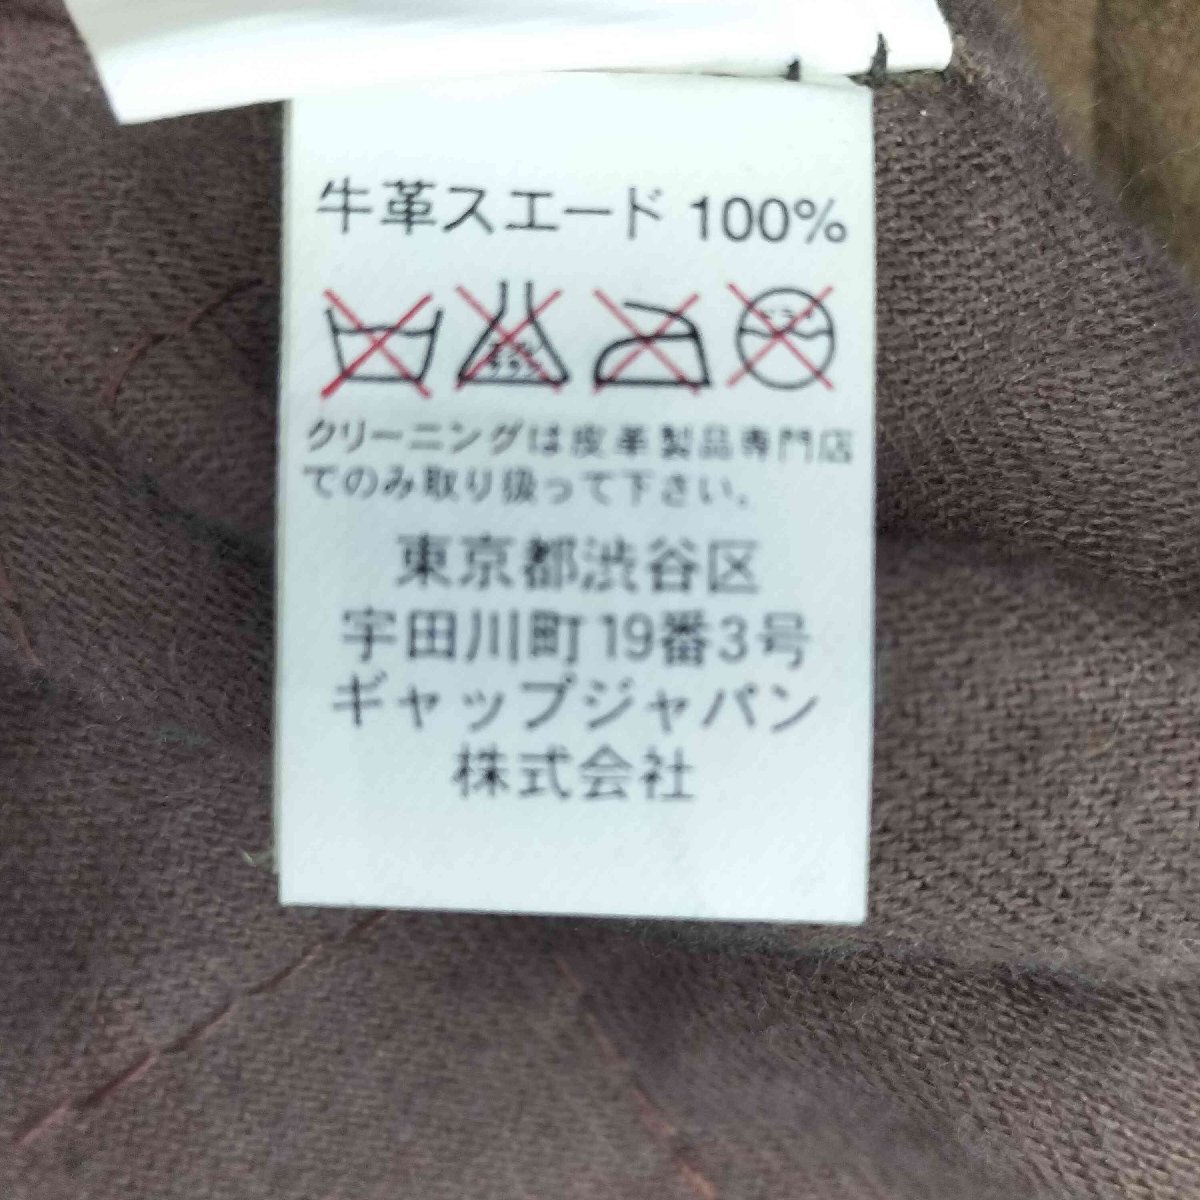 牛革スエード 100%
クリーニングは皮革製品専門店
でのみ取り扱って下さい。
東京都渋谷区
宇田川町19番3号
ギャップジャパン
株式会社